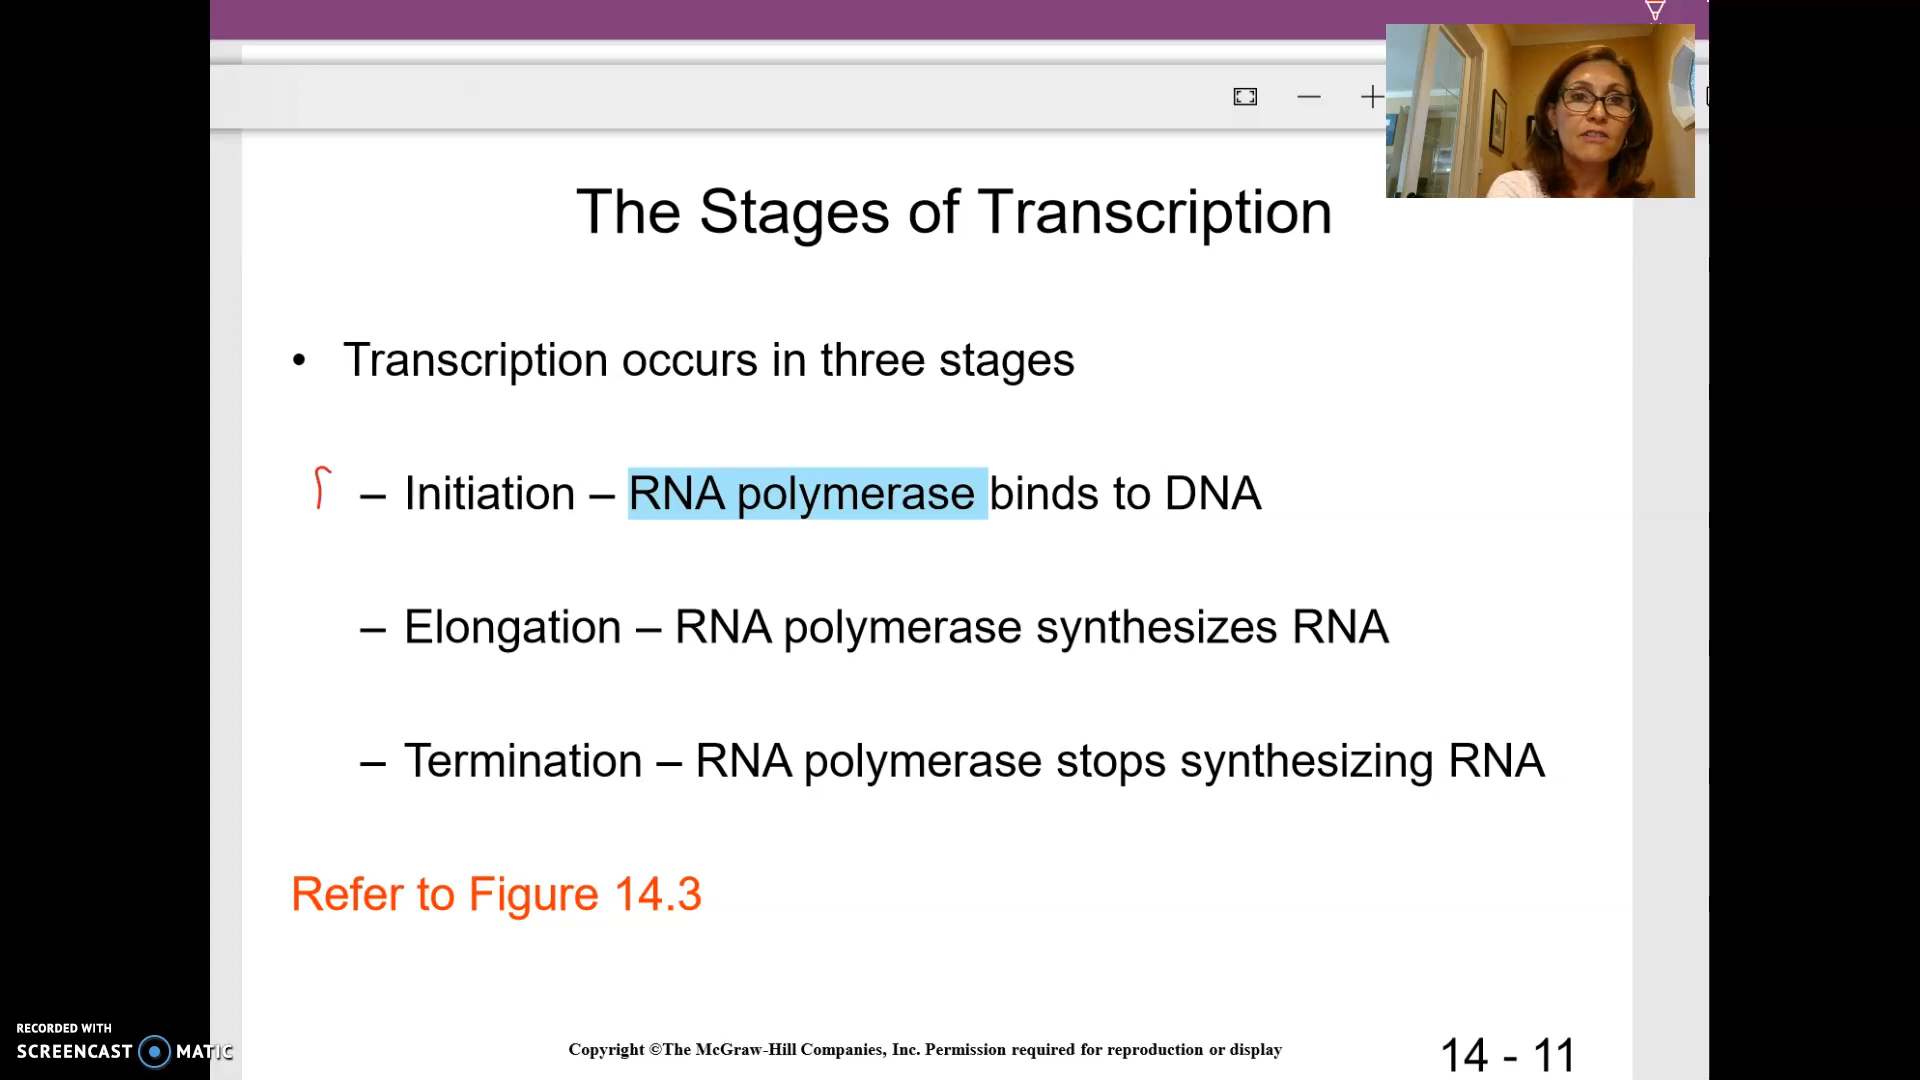 The Stages of Transcription
• Transcription occurs in three stages
– Initiation – RNA polymerase binds to DNA
– Elongation – RNA polymerase synthesizes RNA
– Termination – RNA polymerase stops synthesizing RNA
Refer to Figure 14.3
Copyright ©The McGraw-Hill Companies, Inc. Permission required for reproduction or display
14 - 11
RECORDED WITH
SCREENCAST MATIC